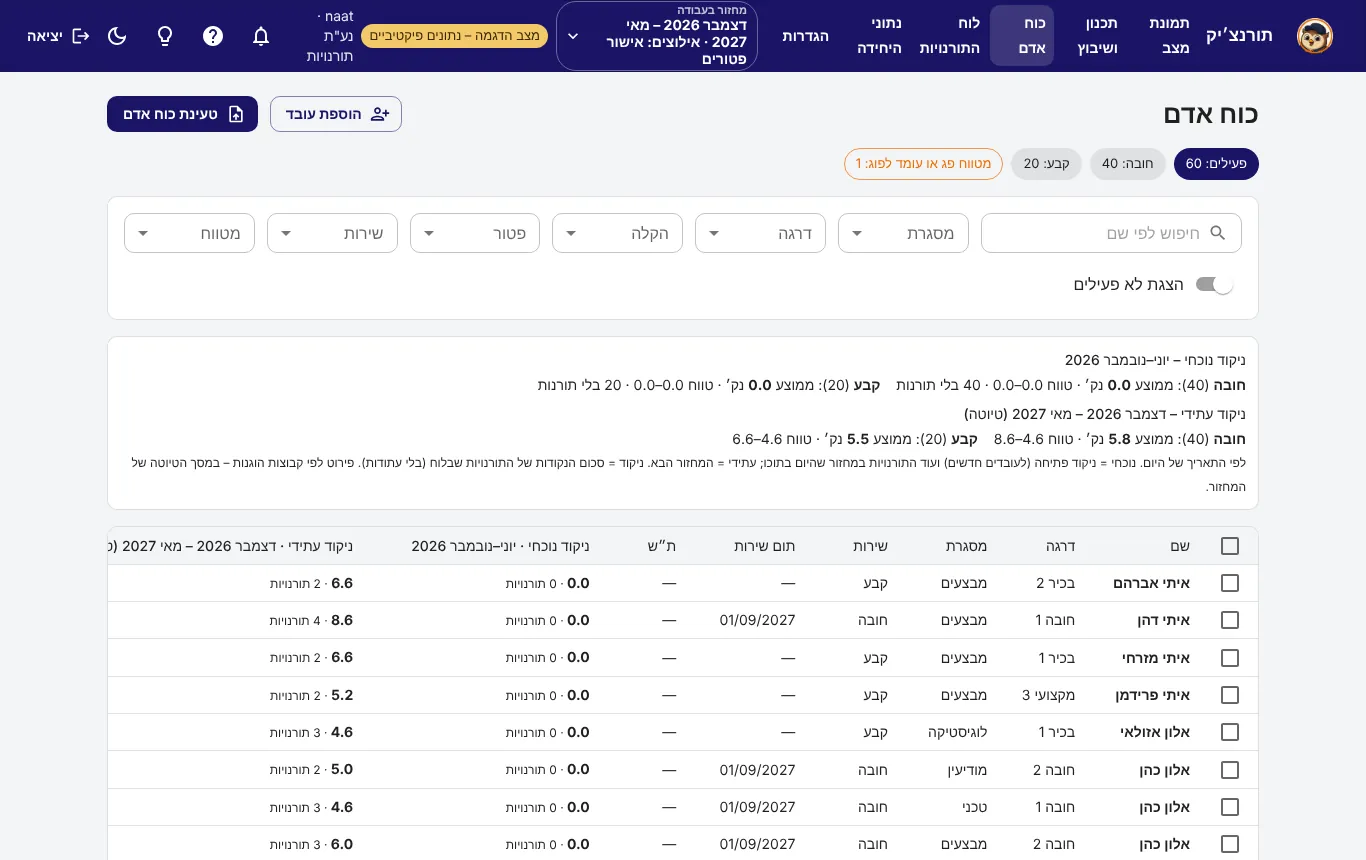 תורנצ׳יק
תמונת מצב
תכנון ושיבוץ
כוח אדם
לוח התורנויות
נתוני היחידה
הגדרות
מחזור בעבודה
דצמבר 2026 – מאי
2027 · אילוצים: אישור
פטורים
מצב הדגמה – נתונים פיקטיביים
naat ·
נע"ת
תורנויות
יציאה
כוח אדם
הוספת עובד
טעינת כוח אדם
פעילים: 60
חובה: 40
קבע: 20
מטווח פג או עומד לפוג: 1
חיפוש לפי שם
מסגרת
דרגה
הקלה
פטור
שירות
מטווח
הצגת לא פעילים
ניקוד נוכחי – יוני–נובמבר 2026
חובה (40): ממוצע 0.0 נק׳ · טווח 0.0–0.0 · 40 בלי תורנות קבע (20): ממוצע 0.0 נק׳ · טווח 0.0–0.0 · 20 בלי תורנות
ניקוד עתידי – דצמבר 2026 – מאי 2027 (טיוטה)
חובה (40): ממוצע 5.8 נק׳ · טווח 4.6–8.6 קבע (20): ממוצע 5.5 נק׳ · טווח 4.6–6.6
לפי התאריך של היום. נוכחי = ניקוד פתיחה (לעובדים חדשים) ועוד התורנויות במחזור שהיום בתוכו; עתידי = המחזור הבא. ניקוד = סכום הנקודות של התורנויות שבלוח (בלי עתודות). פירוט לפי קבוצות הוגנות – במסך הטיוטה של
המחזור.
שם דרגה מסגרת שירות תום שירות ת״ש ניקוד נוכחי · יוני–נובמבר 2026 ניקוד עתידי · דצמבר 2026 – מאי 2027
איתי אברהם בכיר 2 מבצעים קבע — — 0.0 · 0 תורנויות 6.6 · 2 תורנויות
איתי דהן חובה 1 מבצעים חובה 01/09/2027 — 0.0 · 0 תורנויות 8.6 · 4 תורנויות
איתי מזרחי בכיר 1 מבצעים קבע — — 0.0 · 0 תורנויות 6.6 · 2 תורנויות
איתי פרידמן מקצועי 3 מבצעים קבע — — 0.0 · 0 תורנויות 5.2 · 2 תורנויות
אלון אזולאי בכיר 1 לוגיסטיקה קבע — — 0.0 · 0 תורנויות 4.6 · 3 תורנויות
אלון כהן חובה 2 מודיעין חובה 01/09/2027 — 0.0 · 0 תורנויות 5.0 · 2 תורנויות
אלון כהן חובה 1 טכני חובה 01/09/2027 — 0.0 · 0 תורנויות 4.6 · 3 תורנויות
אלון כהן חובה 2 מבצעים חובה 01/09/2027 — 0.0 · 0 תורנויות 6.0 · 3 תורנויות